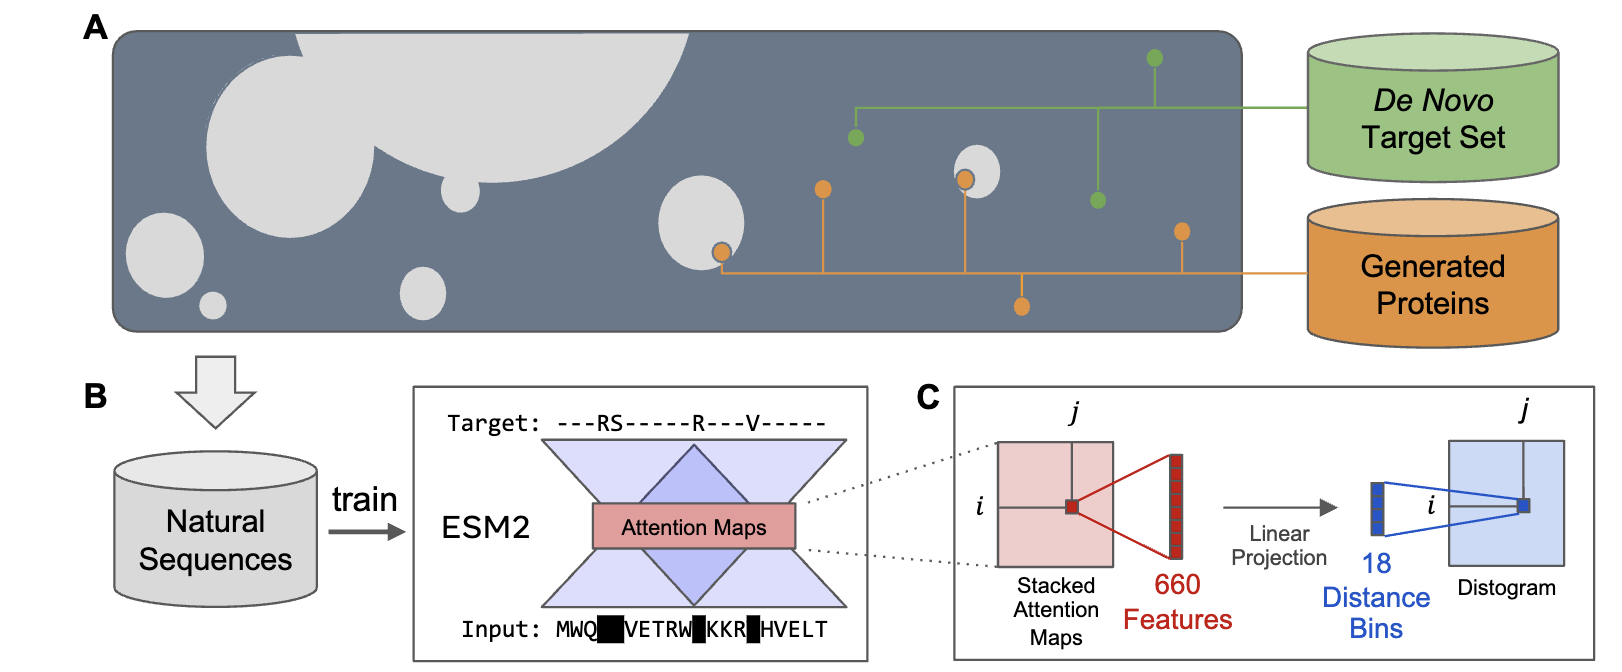 A
De Novo
Target Set
Generated
Proteins
B
Natural
Sequences
train
ESM2
Target: ---RS-----R---V-----
Attention Maps
Input: MWQ██VETRW█KKR█HVELT
C
j
i
Stacked
Attention
Maps
660
Features
Linear
Projection
18
Distance
Bins
j
i
Distogram